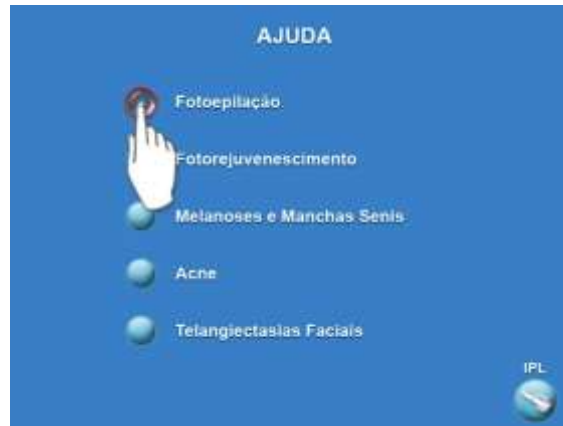 AJUDA
Fotoepilação
Fotorejuvenescimento
Melanoses e Manchas Senis
Acne
Telangiectasias Faciais
IPL